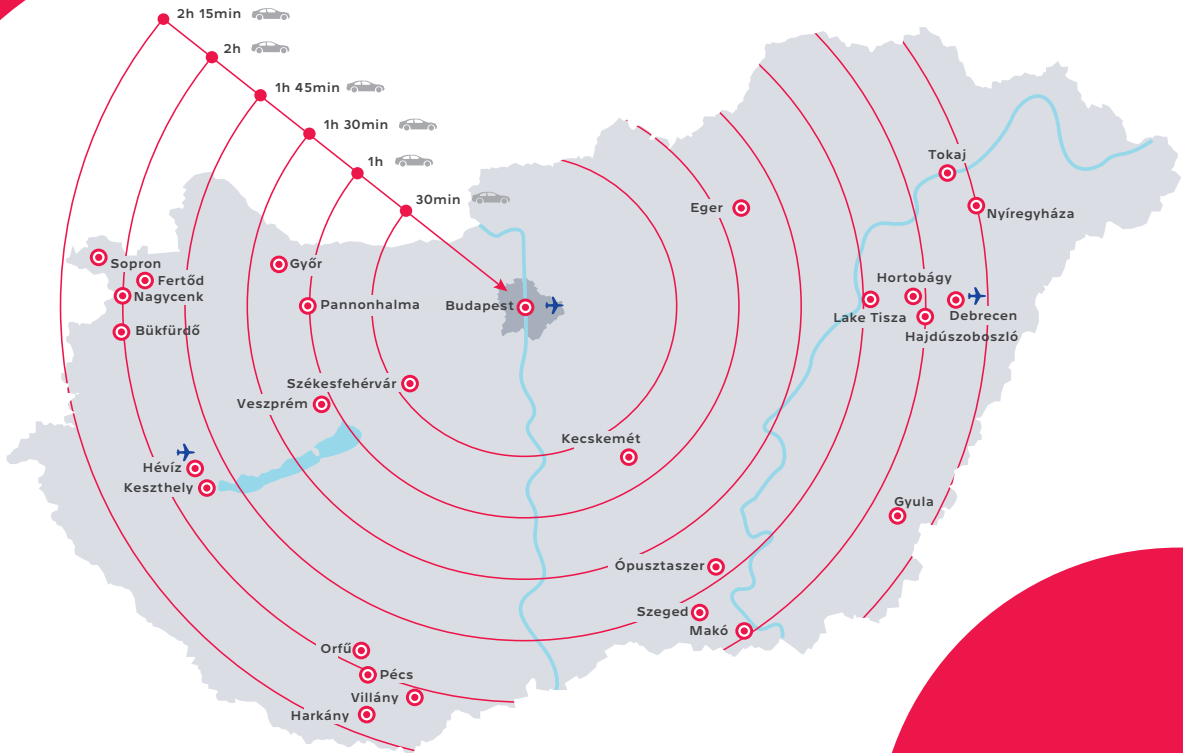 2h 15min
2h
1h 45min
1h 30min
1h
30min
Tokaj
Eger
Nyíregyháza
Sopron
Győr
Fertőd
Hortobágy
Nagycenk
Pannonhalma
Budapest
Lake Tisza
Debrecen
Bükfürdő
Hajdúszoboszló
Székesfehérvár
Veszprém
Kecskemét
Hévíz
Keszthely
Gyula
Ópusztaszer
Szeged
Makó
Orfű
Pécs
Villány
Harkány